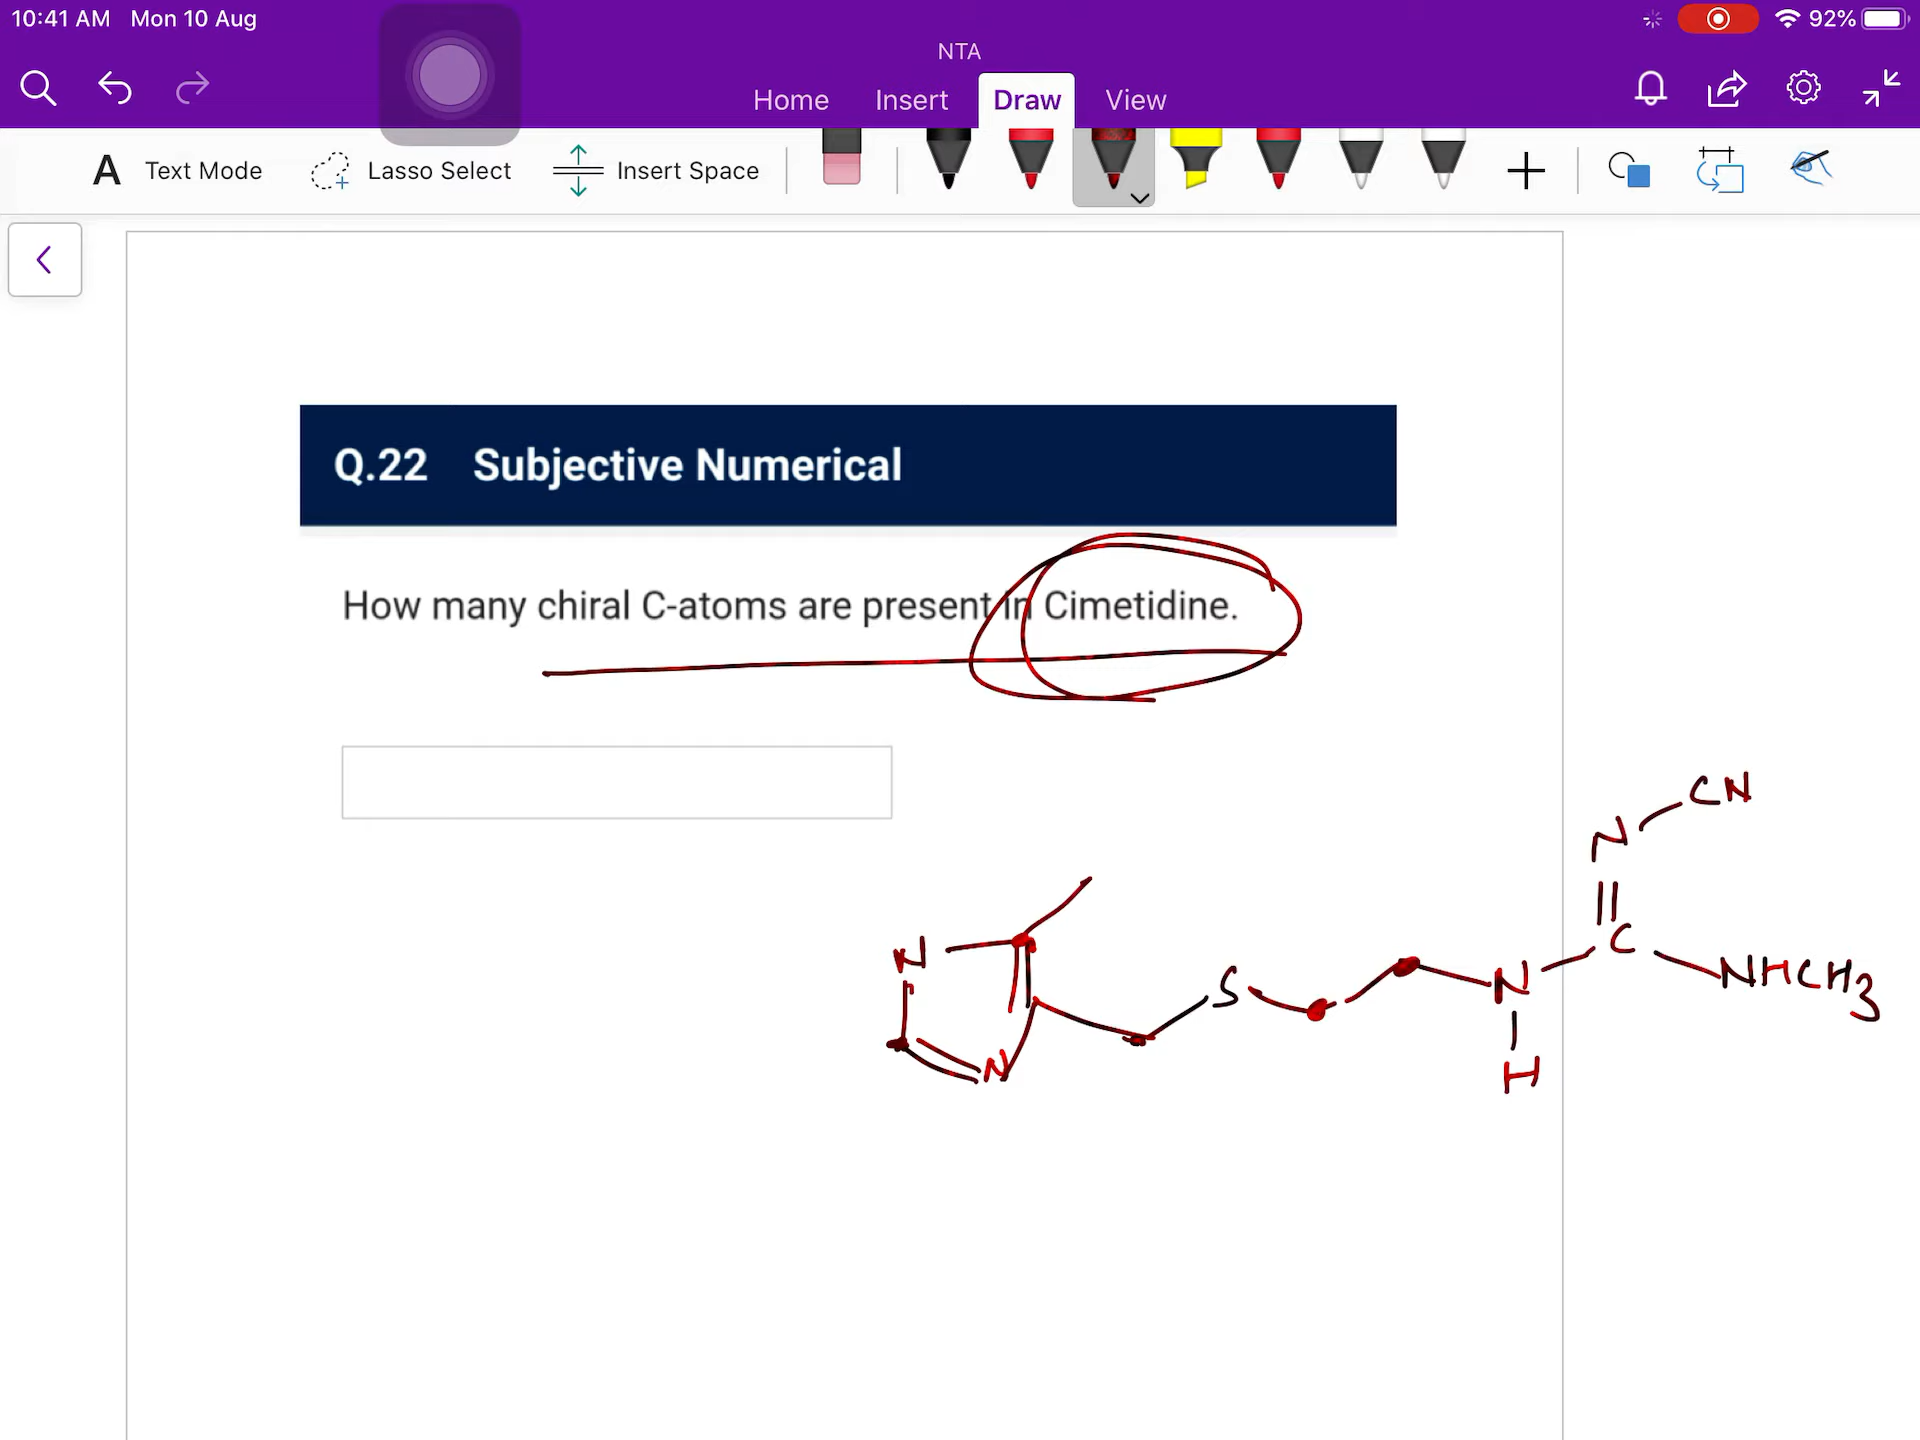 10:41 AM Mon 10 Aug
92%
NTA
Home Insert Draw View
A Text Mode Lasso Select Insert Space
Q.22 Subjective Numerical
How many chiral C-atoms are present in Cimetidine.
CN
N
N
C
S
N
NHCH3
N
H